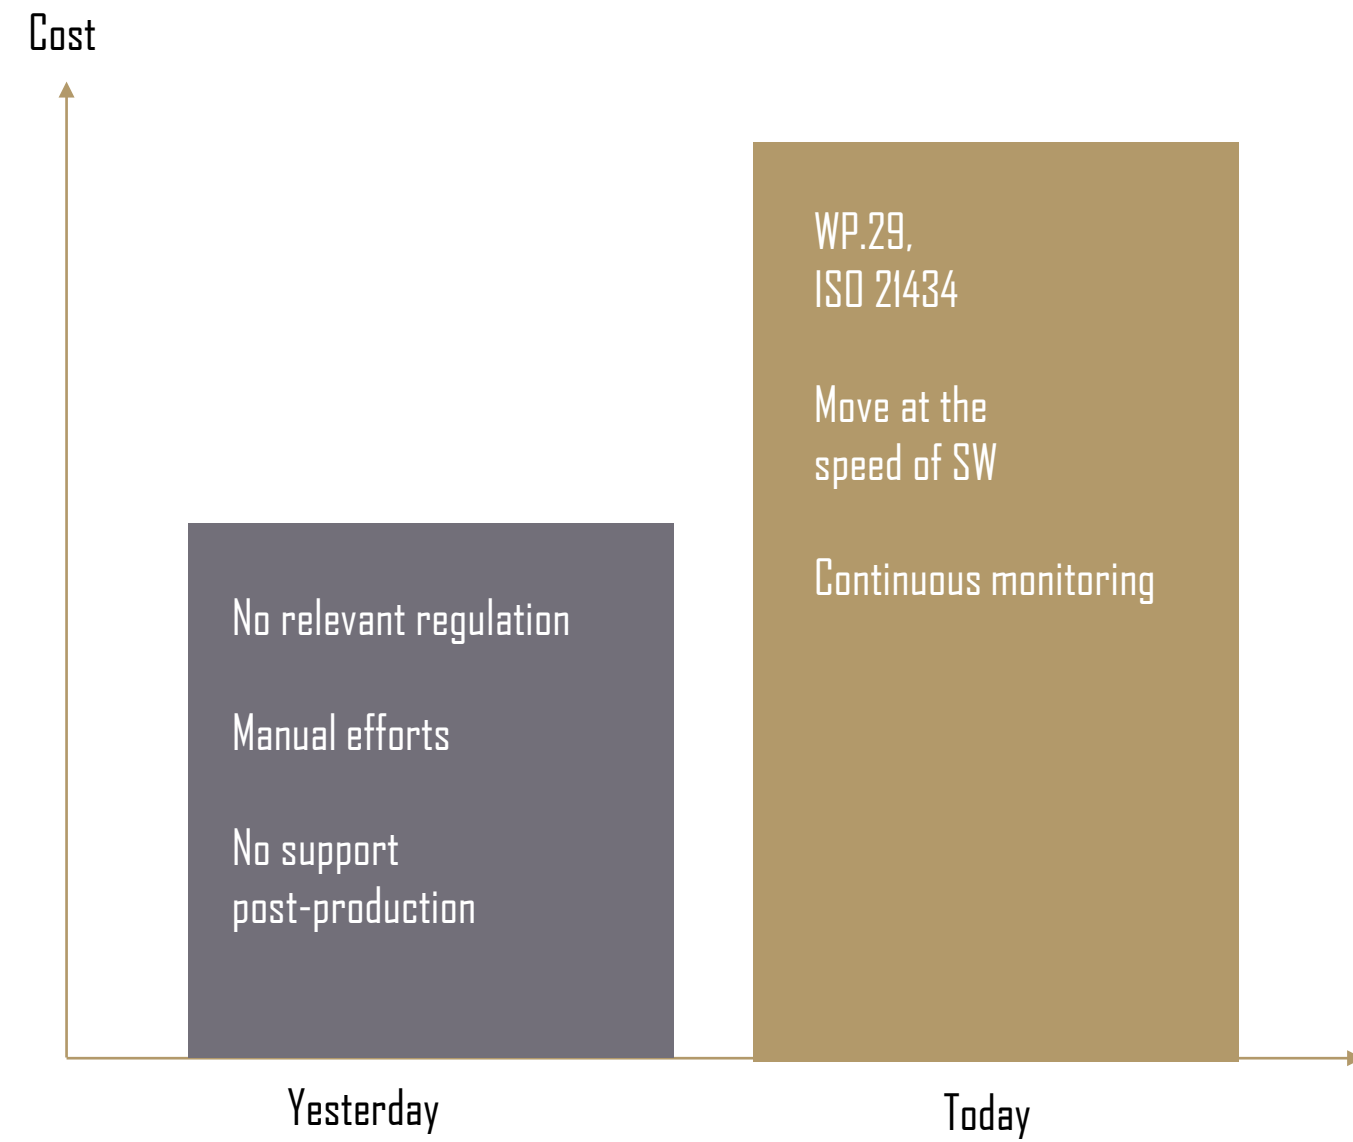 Cost
WP.29,
ISO 21434
Move at the
speed of SW
Continuous monitoring
No relevant regulation
Manual efforts
No support
post-production
Yesterday
Today